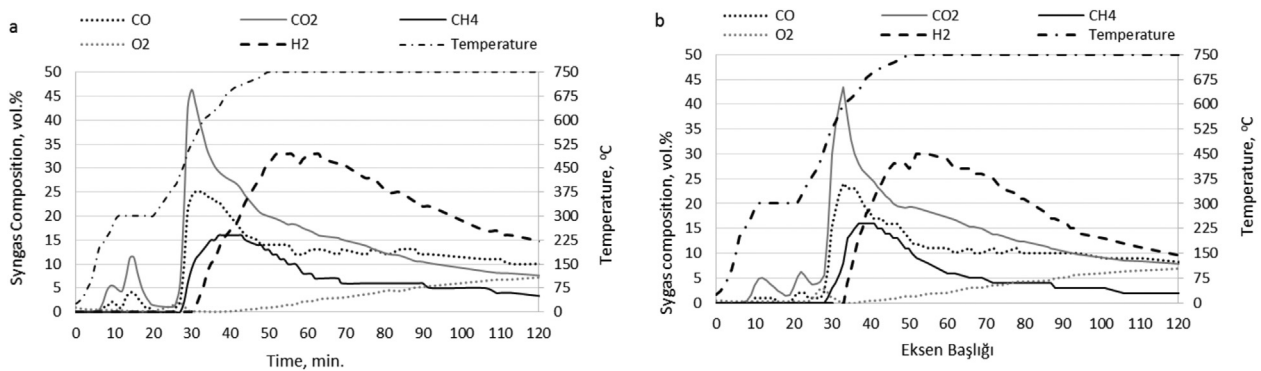 a
CO CO2 CH4
O2 H2 Temperature
50 750
45 675
40 600
35 525
30 450
25 375
20 300
15 225
10 150
5 75
0 0
Syngas Composition, vol.%
Temperature, ºC
0 10 20 30 40 50 60 70 80 90 100 110 120
Time, min.
b
CO CO2 CH4
O2 H2 Temperature
50 750
45 675
40 600
35 525
30 450
25 375
20 300
15 225
10 150
5 75
0 0
Sygas composition, vol.%
Temperature, ºC
0 10 20 30 40 50 60 70 80 90 100 110 120
Eksen Başlığı